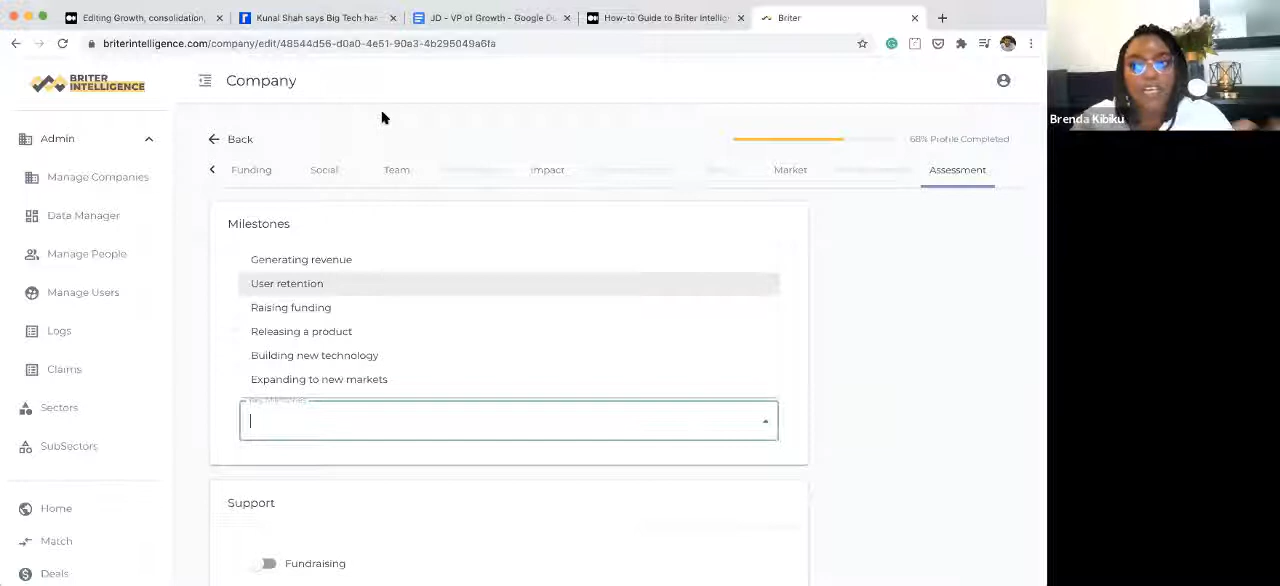 Editing Growth, consolidation,
Kunal Shah says Big Tech has
JD - VP of Growth - Google Do
How-to Guide to Briter Intellig
Briter
briterintelligence.com/company/edit/48544d56-d0a0-4e51-90a3-4b295049a6fa
BRITER
INTELLIGENCE
Company
Brenda Kibiku
Admin
Manage Companies
Data Manager
Manage People
Manage Users
Logs
Claims
Sectors
SubSectors
Home
Match
Deals
Back
68% Profile Completed
Funding
Social
Team
Impact
Market
Assessment
Milestones
Generating revenue
User retention
Raising funding
Releasing a product
Building new technology
Expanding to new markets
Support
Fundraising